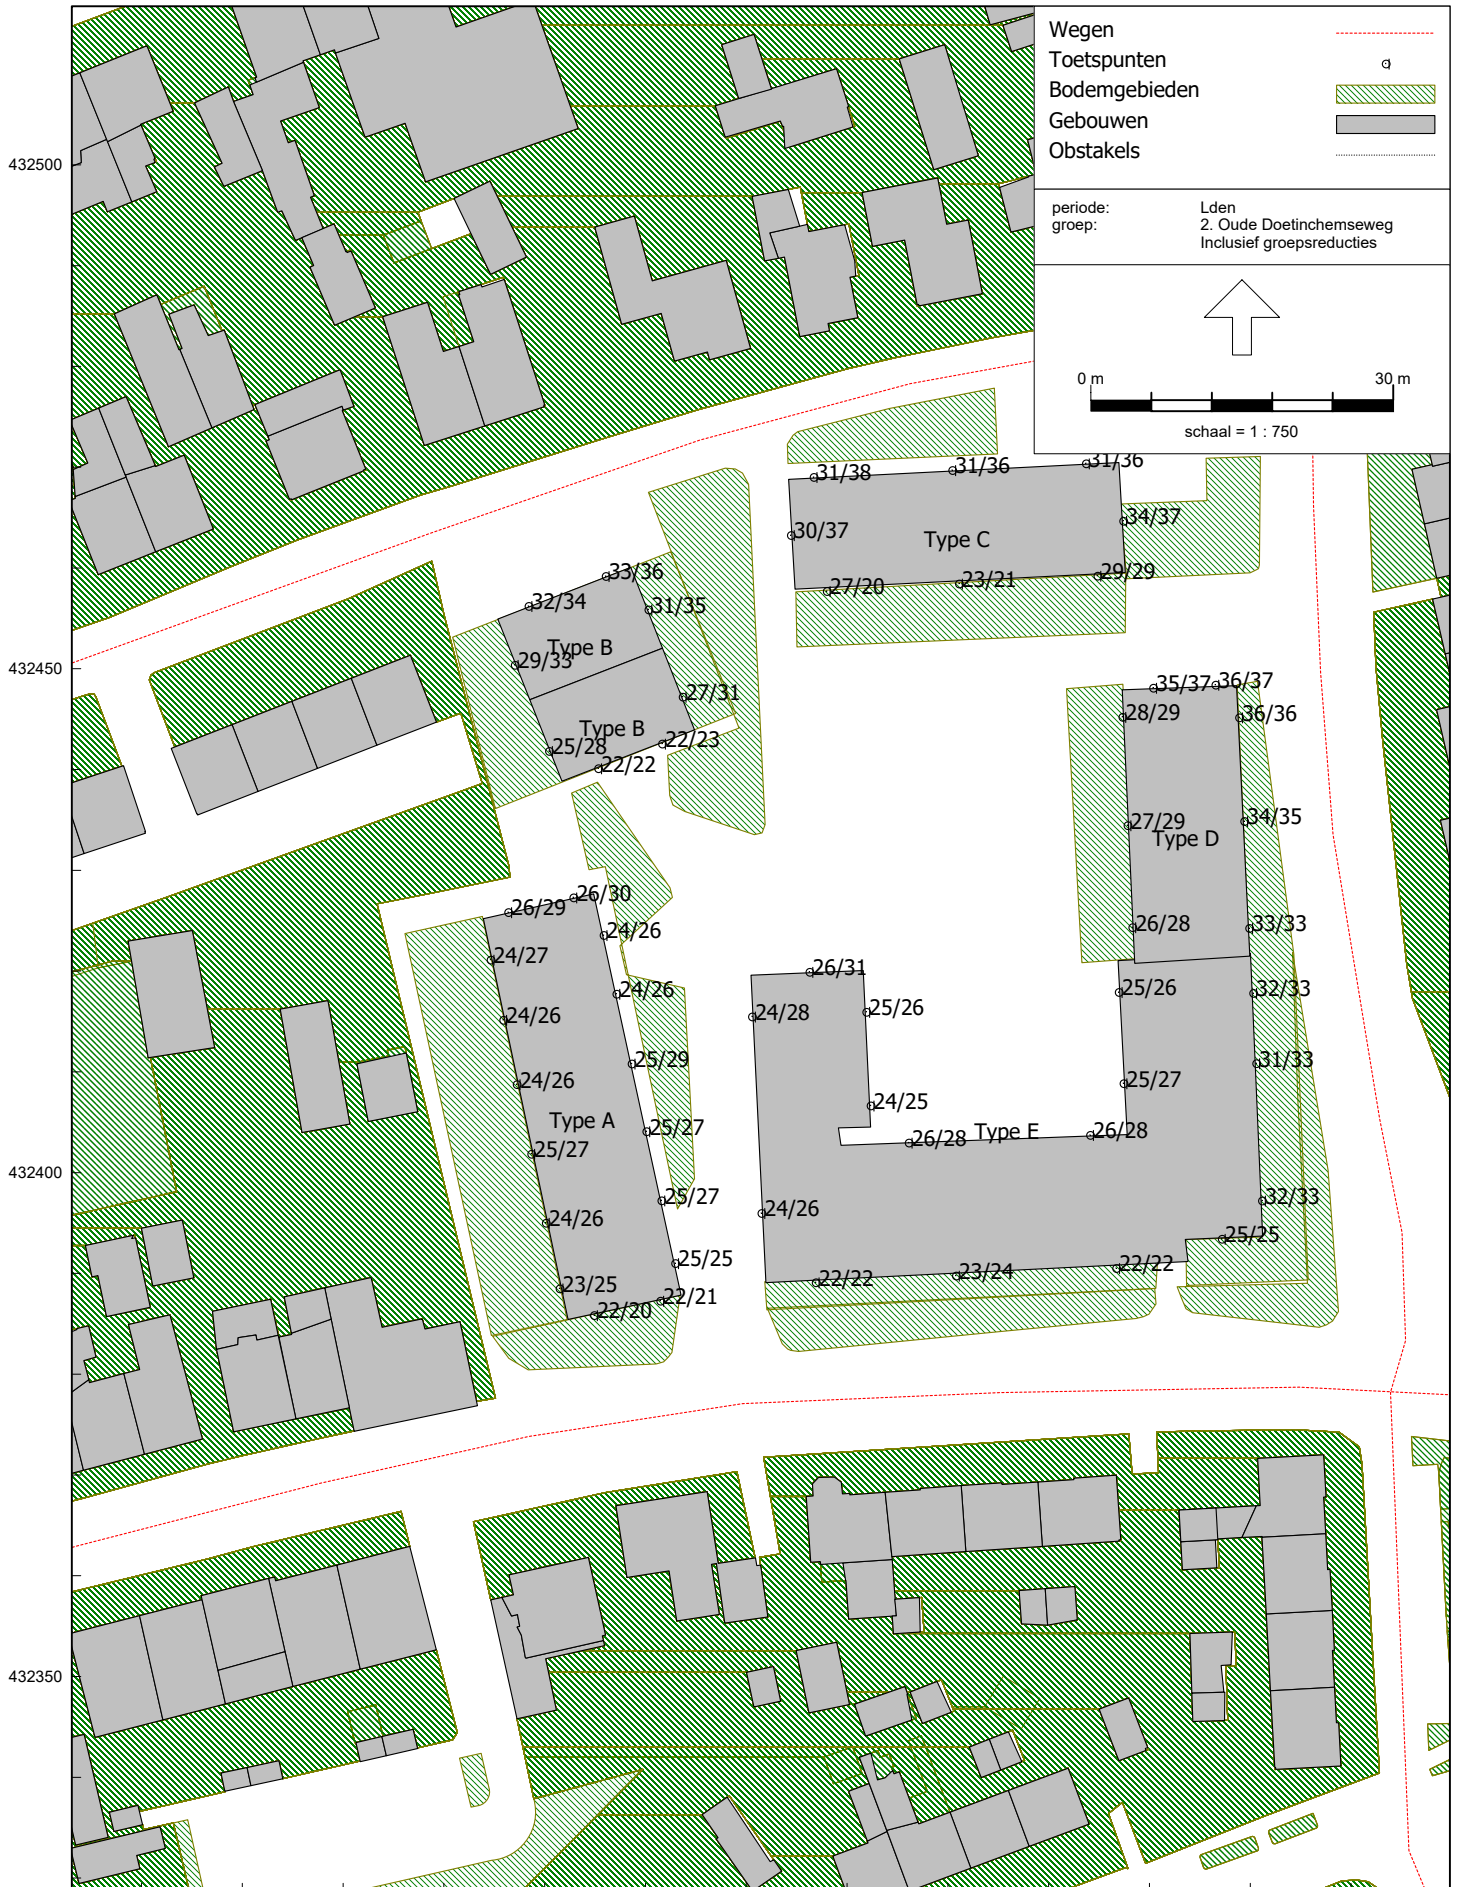 Wegen
Toetspunten
Bodemgebieden
Gebouwen
Obstakels
periode: Lden
groep: 2. Oude Doetinchemseweg
Inclusief groepsreducties
0 m 30 m
schaal = 1 : 750
432500
432450
432400
432350
31/38 31/36 31/36
34/37
30/37
Type C
27/20 23/21 29/29
33/36
32/34
31/35
Type B
29/33
27/31
Type B
25/28
22/23
22/22
35/37 36/37
28/29 36/36
27/29 34/35
Type D
26/28 33/33
26/29 26/30
24/26
24/27
24/26
24/26
25/29
24/26
Type A
25/27
25/27
25/27
24/26
25/25
23/25
22/21
22/20
26/31
24/28 25/26
25/26 32/33
31/33
25/27
24/25
26/28 Type E 26/28
24/26 32/33
25/25
22/22 23/24 22/22